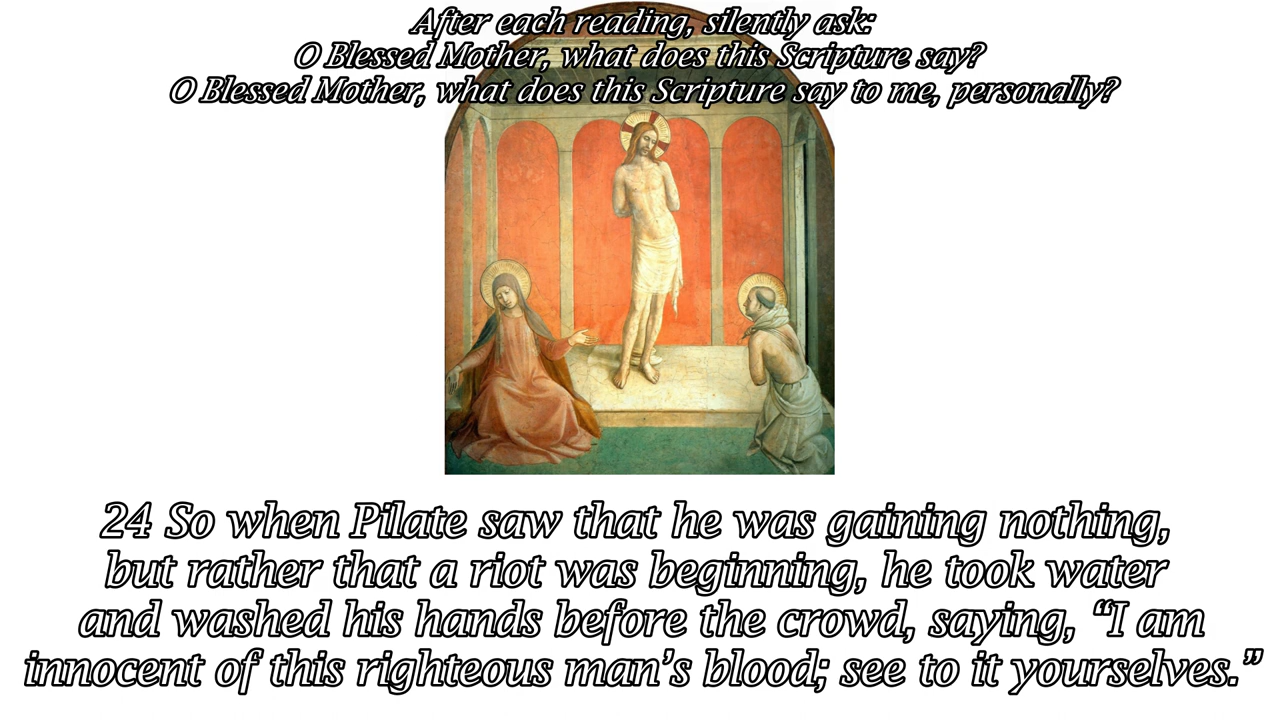 After each reading, silently ask:
O Blessed Mother, what does this Scripture say?
O Blessed Mother, what does this Scripture say to me, personally?
24 So when Pilate saw that he was gaining nothing,
but rather that a riot was beginning, he took water
and washed his hands before the crowd, saying, “I am
innocent of this righteous man’s blood; see to it yourselves.”